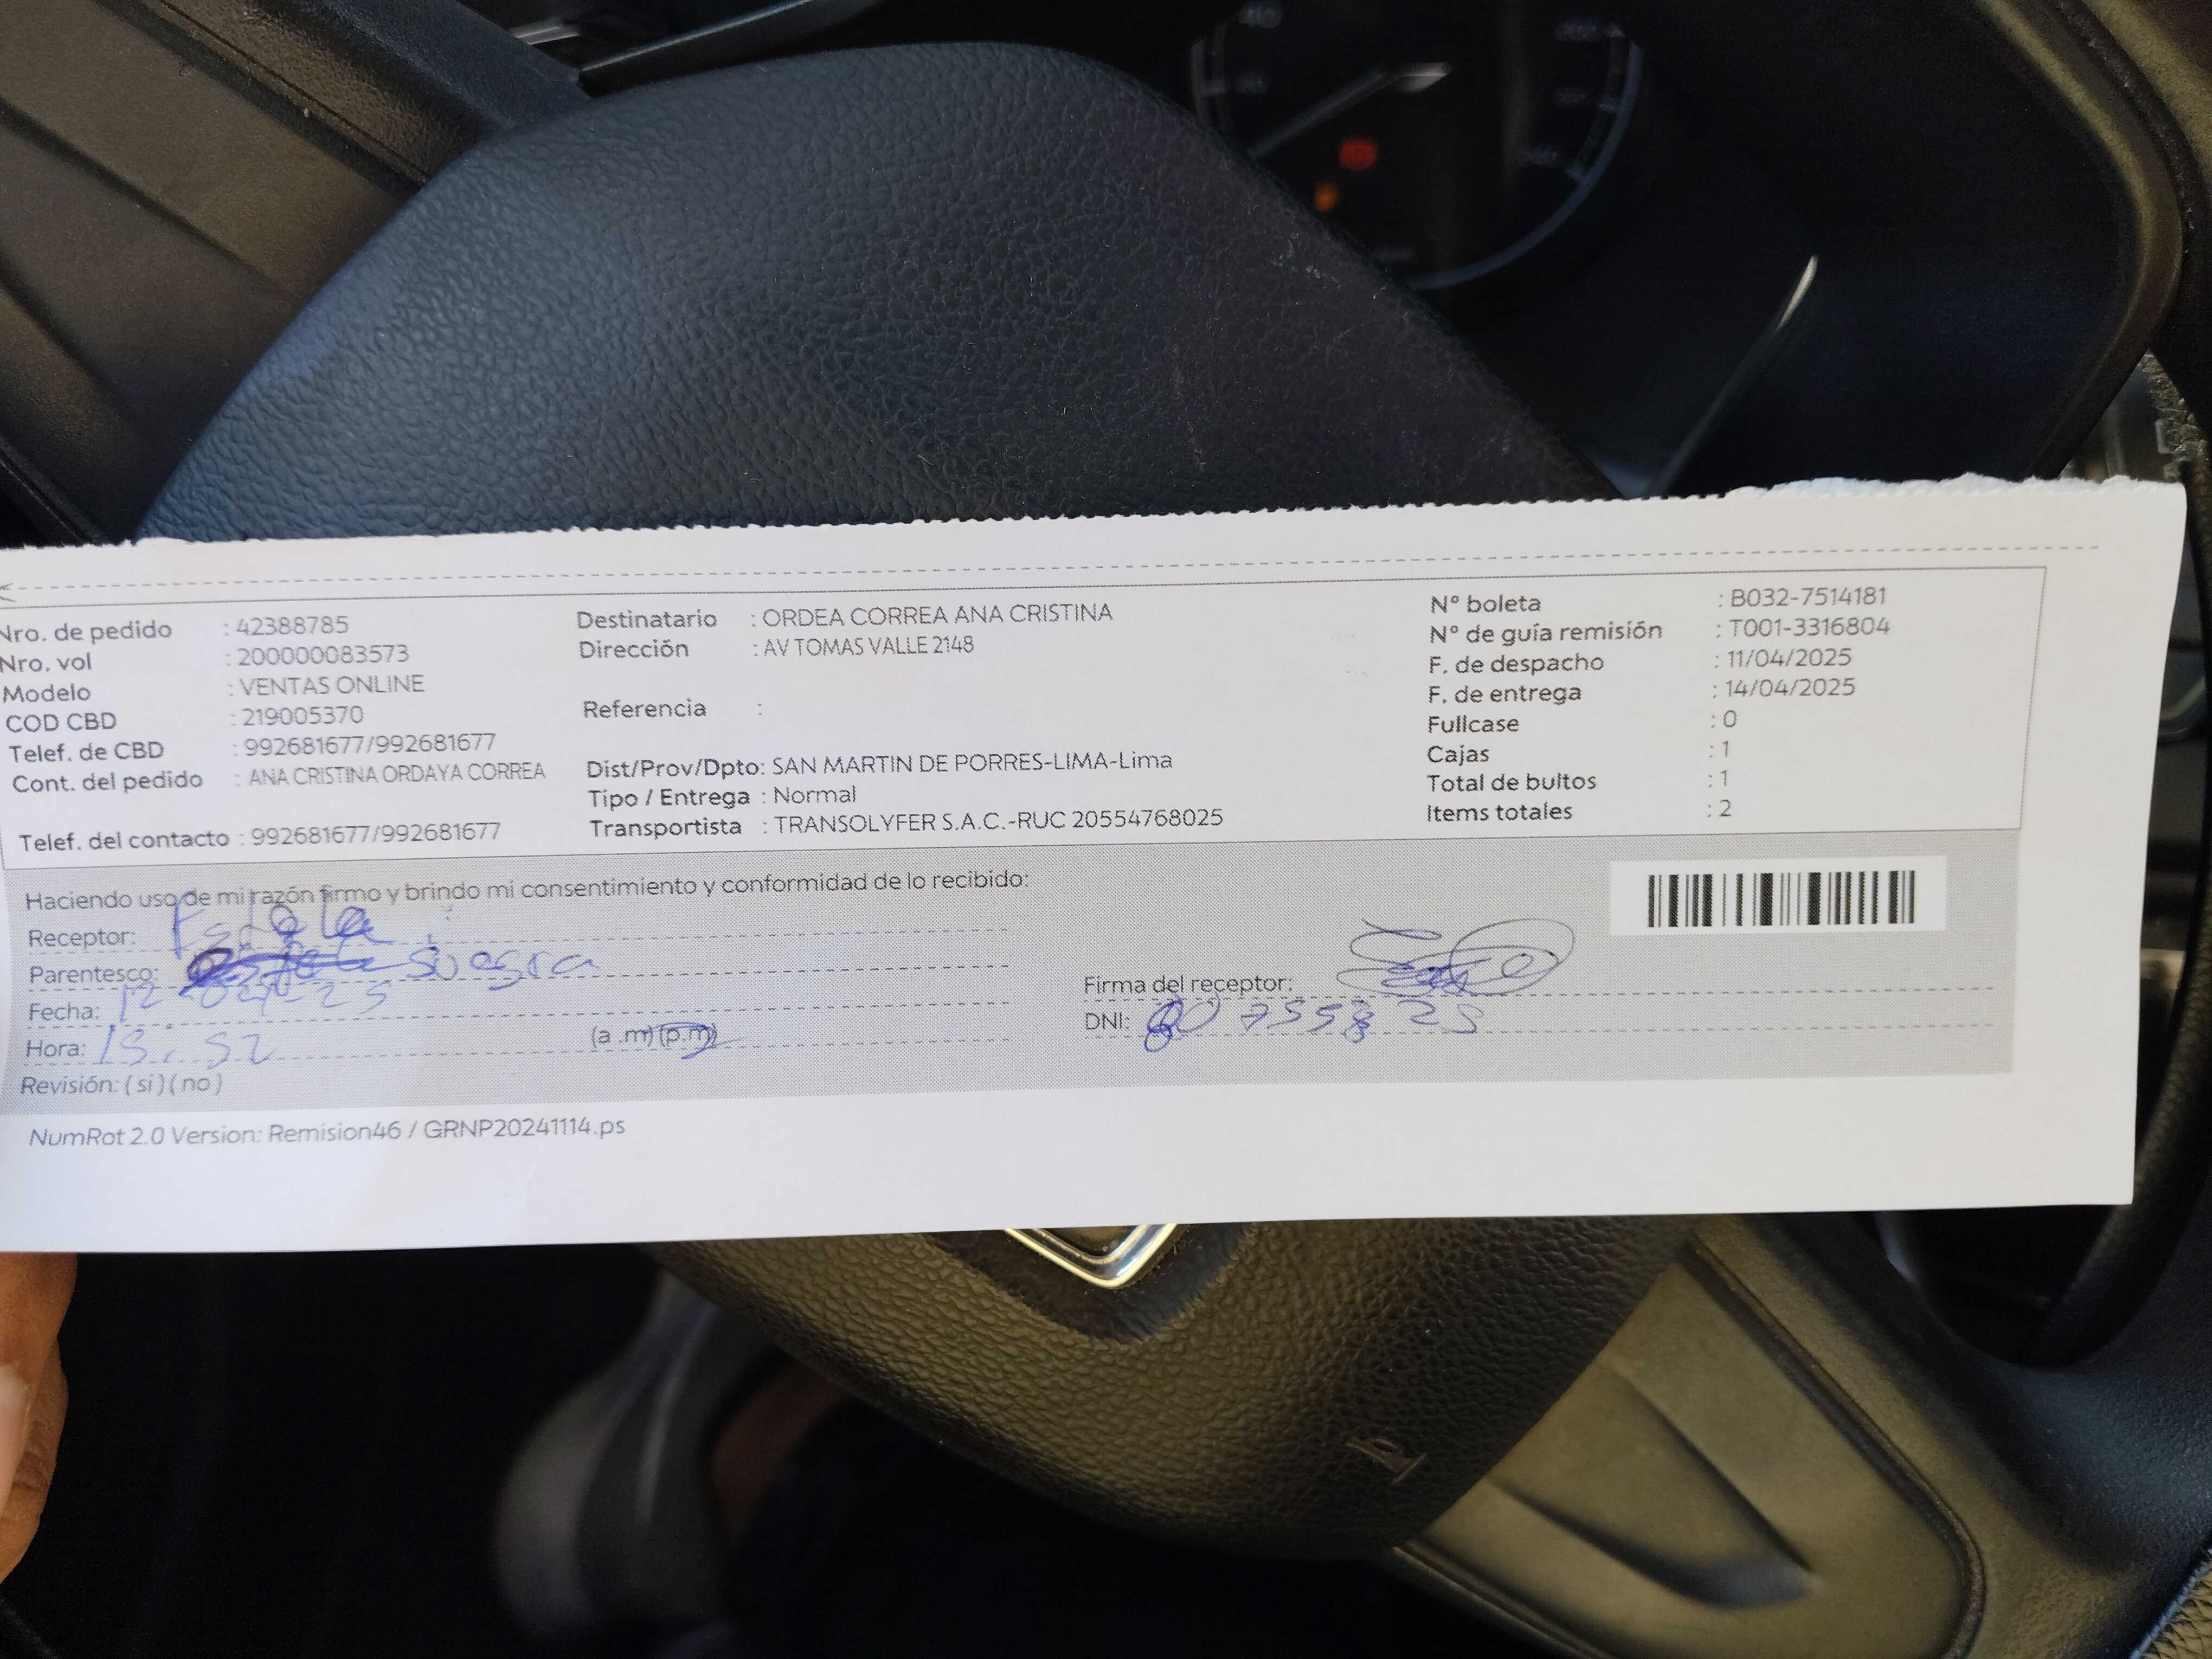 Nro. de pedido : 42388785
Nro. vol : 200000083573
Modelo : VENTAS ONLINE
COD CBD : 219005370
Telef. de CBD : 992681677/992681677
Cont. del pedido : ANA CRISTINA ORDAYA CORREA
Telef. del contacto : 992681677/992681677
Destinatario : ORDEA CORREA ANA CRISTINA
Dirección : AV TOMAS VALLE 2148
Referencia :
Dist/Prov/Dpto: SAN MARTIN DE PORRES-LIMA-Lima
Tipo / Entrega : Normal
Transportista : TRANSOLYFER S.A.C.-RUC 20554768025
N° boleta : B032-7514181
N° de guía remisión : T001-3316804
F. de despacho : 11/04/2025
F. de entrega : 14/04/2025
Fullcase : 0
Cajas : 1
Total de bultos : 1
Items totales : 2
Haciendo uso de mi razón firmo y brindo mi consentimiento y conformidad de lo recibido:
Receptor:
Parentesco: suegra
Fecha: 12-04-25
Hora: (a .m) (p.m)
Revisión: ( si ) ( no )
Firma del receptor:
DNI:
NumRot 2.0 Version: Remision46 / GRNP20241114.ps